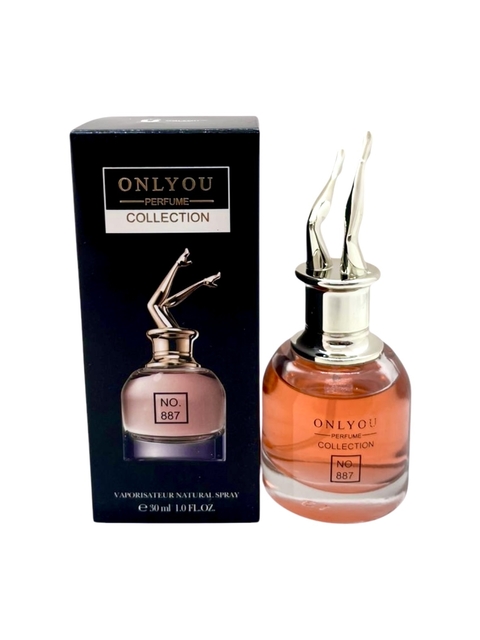 ONLYOU
PERFUME
COLLECTION
NO.
887
VAPORISATEUR NATURAL SPRAY
℮ 30 ml 1.0 FL.OZ.
ONLYOU
PERFUME
COLLECTION
NO
887